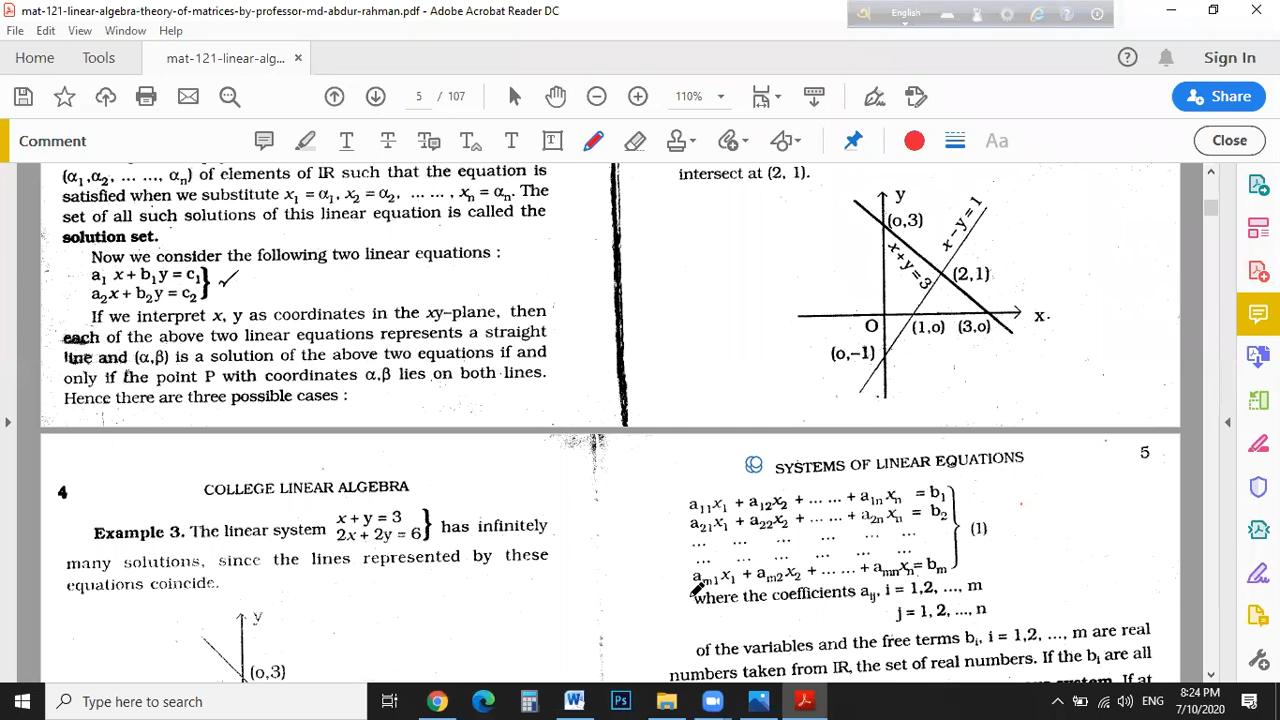 mat-121-linear-algebra-theory-of-matrices-by-professor-md-abdur-rahman.pdf - Adobe Acrobat Reader DC
English
File Edit View Window Help
Home Tools mat-121-linear-alg... × Sign In
5 / 107 110% Share
Comment Aa Close
(α₁,α₂, ... ..., αₙ) of elements of IR such that the equation is
satisfied when we substitute x₁ = α₁, x₂ = α₂, ... ..., xₙ = αₙ. The
set of all such solutions of this linear equation is called the
solution set.
Now we consider the following two linear equations :
a₁ x + b₁y = c₁}
a₂x + b₂y = c₂
If we interpret x, y as coordinates in the xy–plane, then
each of the above two linear equations represents a straight
line and (α,β) is a solution of the above two equations if and
only if the point P with coordinates α,β lies on both lines.
Hence there are three possible cases :
intersect at (2, 1).
y
(o,3)
x – y = 1
x+y=3
(2,1)
O (1,o) (3,o) x
(o,–1)
4 COLLEGE LINEAR ALGEBRA
Example 3. The linear system x + y = 3
2x + 2y = 6} has infinitely
many solutions, since the lines represented by these
equations coincide.
y
(o,3)
SYSTEMS OF LINEAR EQUATIONS 5
a₁₁x₁ + a₁₂x₂ + ... ... + a₁ₙ xₙ = b₁
a₂₁x₁ + a₂₂x₂ + ... ... + a₂ₙ xₙ = b₂
... ... ... ... ... } (1)
... ... ... ... ...
aₘ₁x₁ + aₘ₂x₂ + ... ... + aₘₙxₙ= bₘ
where the coefficients aᵢⱼ, i = 1,2, ..., m
j = 1, 2, ..., n
of the variables and the free terms bᵢ, i = 1,2, ..., m are real
numbers taken from IR, the set of real numbers. If the bᵢ are all
system. If at
Type here to search
ENG
8:24 PM
7/10/2020